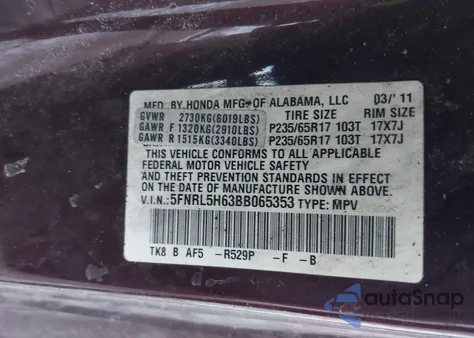 MFD. BY HONDA MFG. OF ALABAMA, LLC 03/'11
TIRE SIZE RIM SIZE
GVWR 2730KG(6019LBS)
GAWR F 1320KG(2910LBS) P235/65R17 103T 17X7J
GAWR R 1515KG(3340LBS) P235/65R17 103T 17X7J
THIS VEHICLE CONFORMS TO ALL APPLICABLE
FEDERAL MOTOR VEHICLE SAFETY
AND THEFT PREVENTION STANDARDS IN EFFECT ON
THE DATE OF MANUFACTURE SHOWN ABOVE.
V.I.N.: 5FNRL5H63BB065353 TYPE: MPV
TK8 B AF5 -R529P -F -B
autoSnap